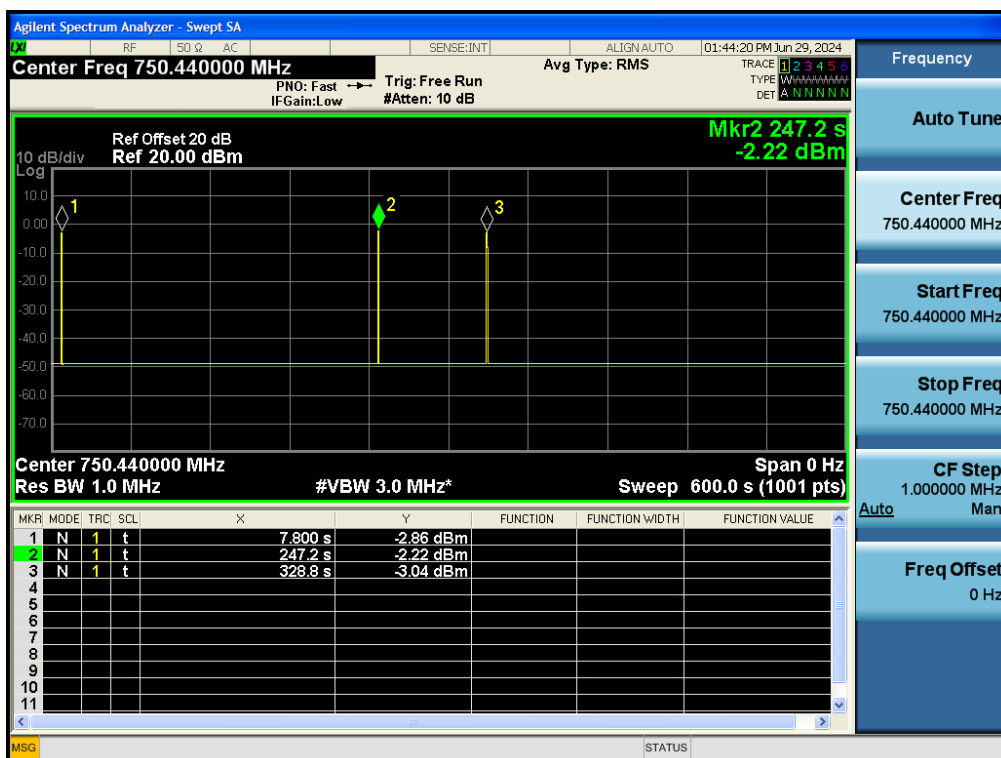 Agilent Spectrum Analyzer - Swept SA
LXI RF 50 Ω AC SENSE:INT ALIGN AUTO 01:44:20 PM Jun 29, 2024
Center Freq 750.440000 MHz
PNO: Fast
IFGain:Low
Trig: Free Run
#Atten: 10 dB
Avg Type: RMS
TRACE 1 2 3 4 5 6
TYPE W
DET A N N N N N
Mkr2 247.2 s
-2.22 dBm
Ref Offset 20 dB
10 dB/div Ref 20.00 dBm
Log
10.0
0.00
-10.0
-20.0
-30.0
-40.0
-50.0
-60.0
-70.0
1
2
3
Center 750.440000 MHz Span 0 Hz
Res BW 1.0 MHz #VBW 3.0 MHz* Sweep 600.0 s (1001 pts)
MKR MODE TRC SCL X Y FUNCTION FUNCTION WIDTH FUNCTION VALUE
1 N 1 t 7.800 s -2.86 dBm
2 N 1 t 247.2 s -2.22 dBm
3 N 1 t 328.8 s -3.04 dBm
4
5
6
7
8
9
10
11
MSG STATUS
Frequency
Auto Tune
Center Freq
750.440000 MHz
Start Freq
750.440000 MHz
Stop Freq
750.440000 MHz
CF Step
1.000000 MHz
Auto Man
Freq Offset
0 Hz